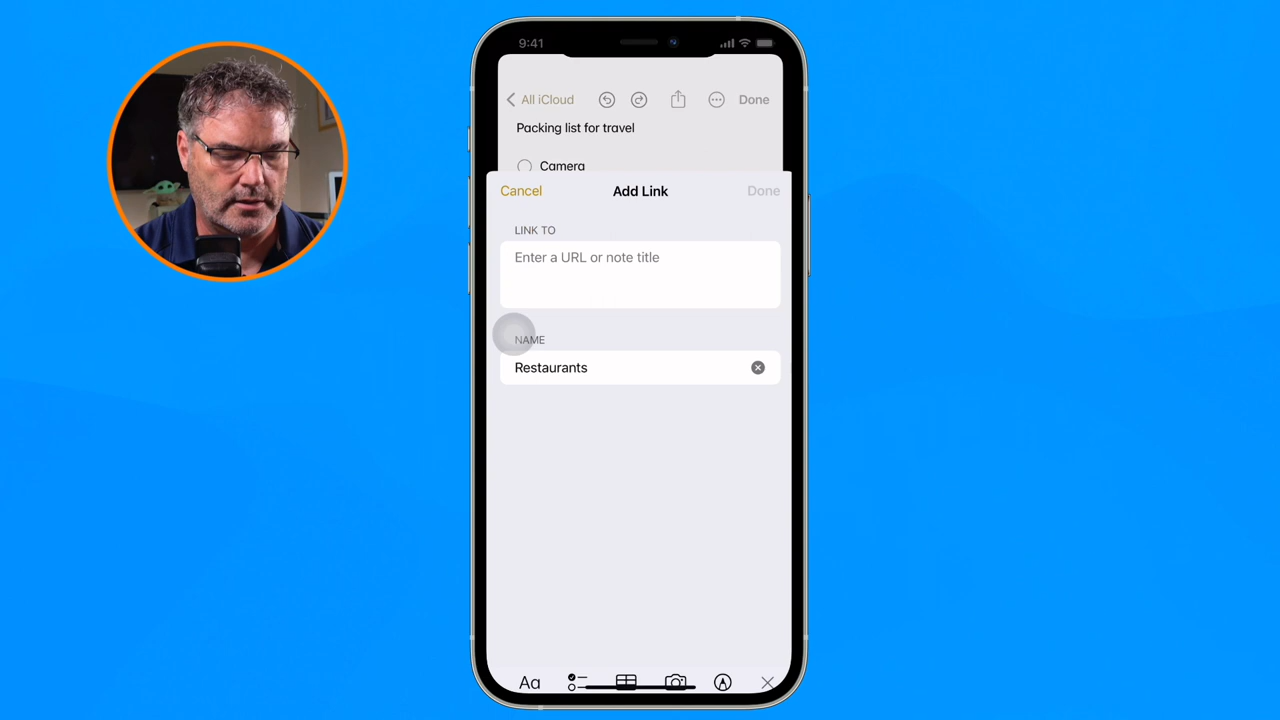 9:41
All iCloud
Done
Packing list for travel
Camera
Cancel
Add Link
Done
LINK TO
Enter a URL or note title
NAME
Restaurants
Aa